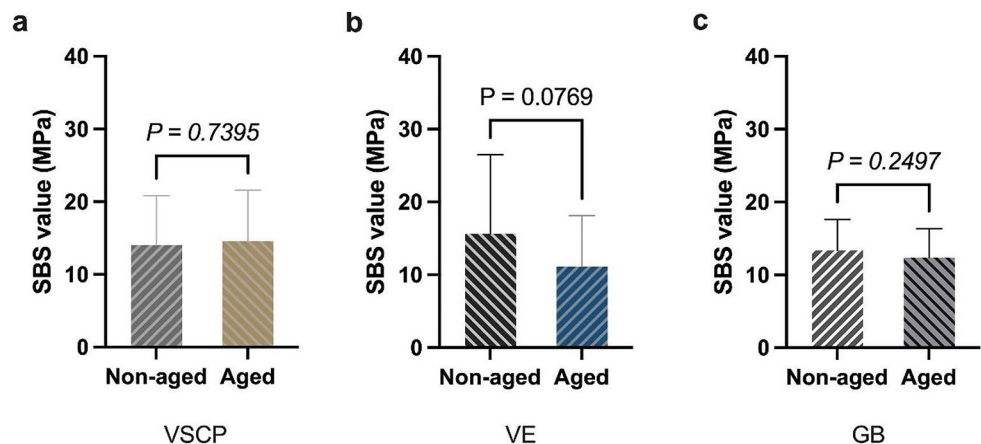 a
SBS value (MPa)
40
30
20
10
0
P = 0.7395
Non-aged Aged
VSCP
b
SBS value (MPa)
40
30
20
10
0
P = 0.0769
Non-aged Aged
VE
c
SBS value (MPa)
40
30
20
10
0
P = 0.2497
Non-aged Aged
GB